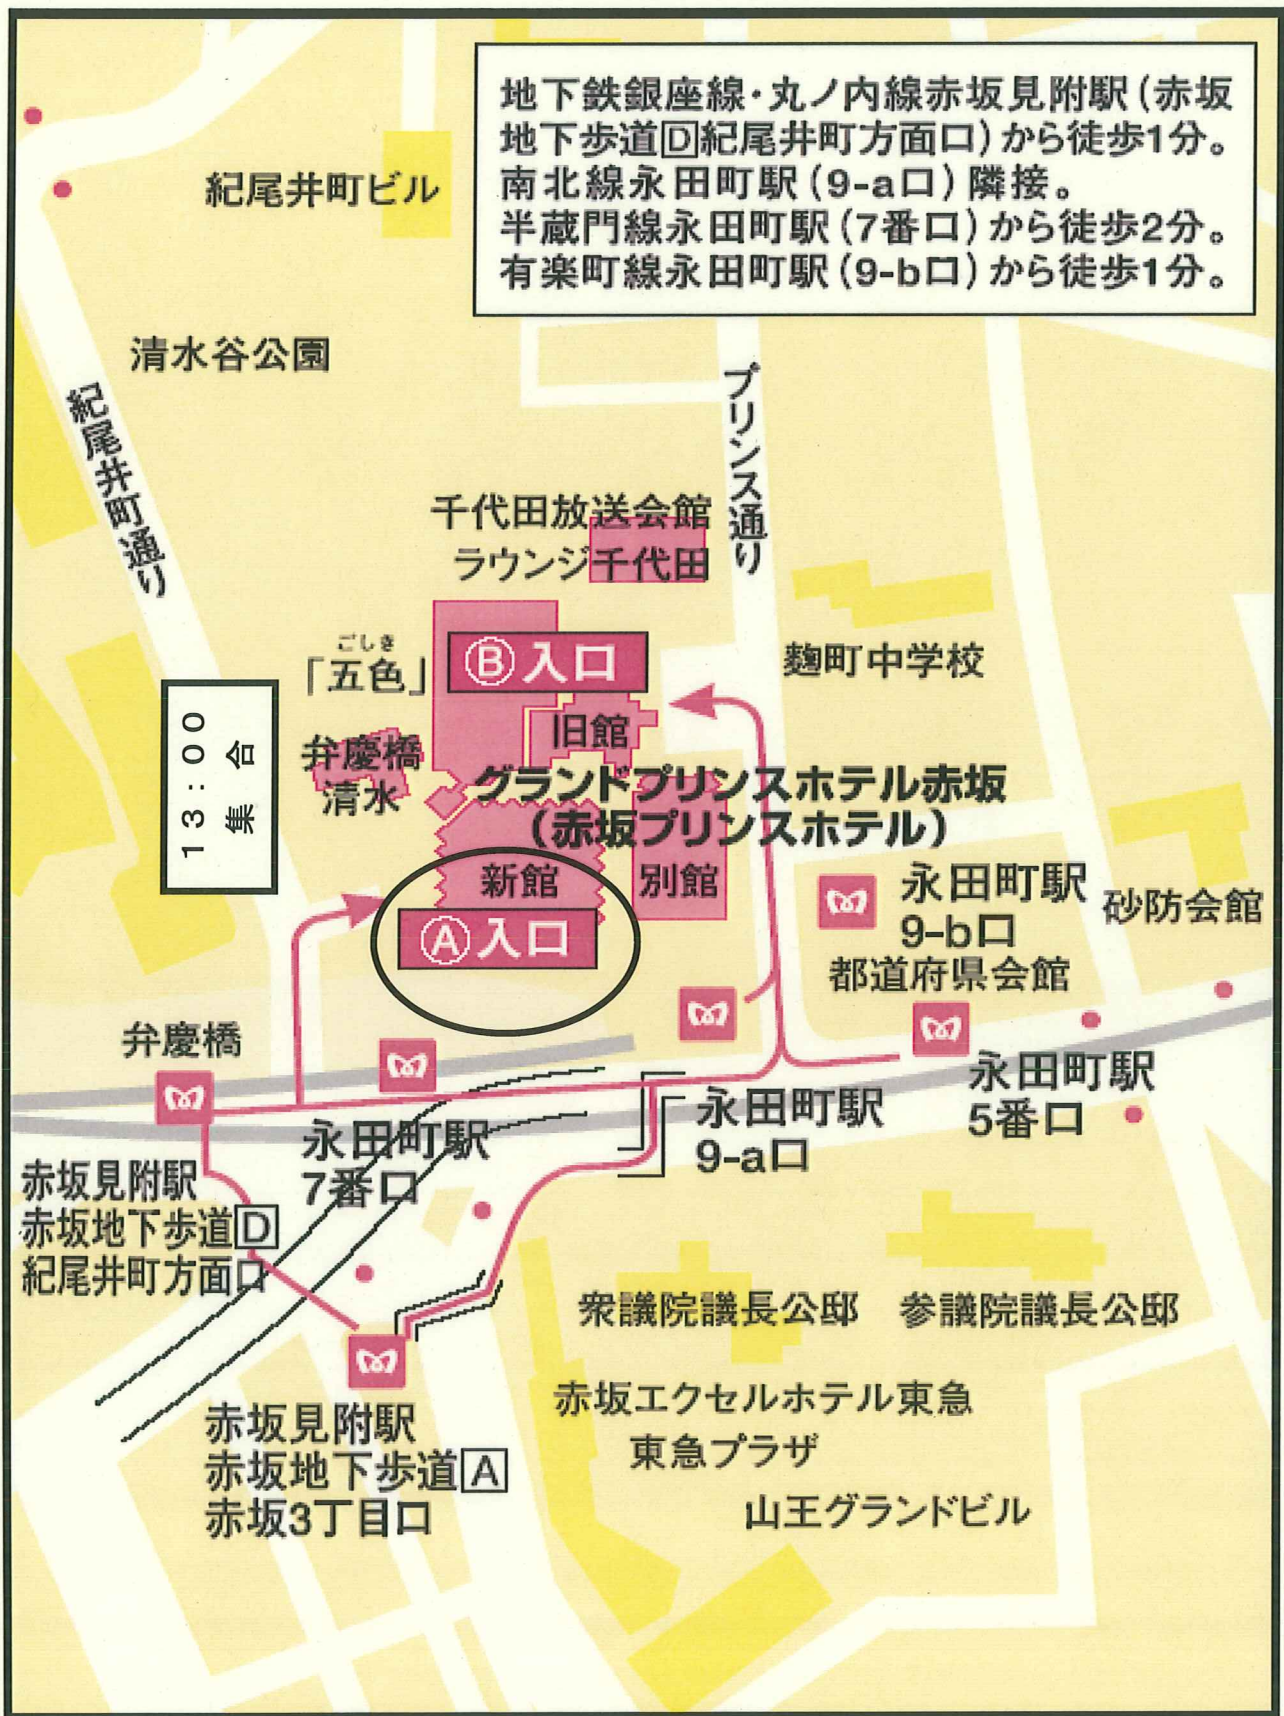 地下鉄銀座線・丸ノ内線赤坂見附駅(赤坂
地下歩道D紀尾井町方面口)から徒歩1分。
南北線永田町駅(9-a口)隣接。
半蔵門線永田町駅(7番口)から徒歩2分。
有楽町線永田町駅(9-b口)から徒歩1分。
紀尾井町ビル
清水谷公園
紀尾井町通り
プリンス通り
千代田放送会館
ラウンジ千代田
ごしき
「五色」
Ⓑ入口
麹町中学校
旧館
13:00
集合
弁慶橋
清水
グランドプリンスホテル赤坂
(赤坂プリンスホテル)
新館
別館
Ⓐ入口
永田町駅
9-b口
砂防会館
都道府県会館
弁慶橋
永田町駅
5番口
永田町駅
9-a口
永田町駅
7番口
赤坂見附駅
赤坂地下歩道D
紀尾井町方面口
衆議院議長公邸
参議院議長公邸
赤坂見附駅
赤坂地下歩道A
赤坂3丁目口
赤坂エクセルホテル東急
東急プラザ
山王グランドビル